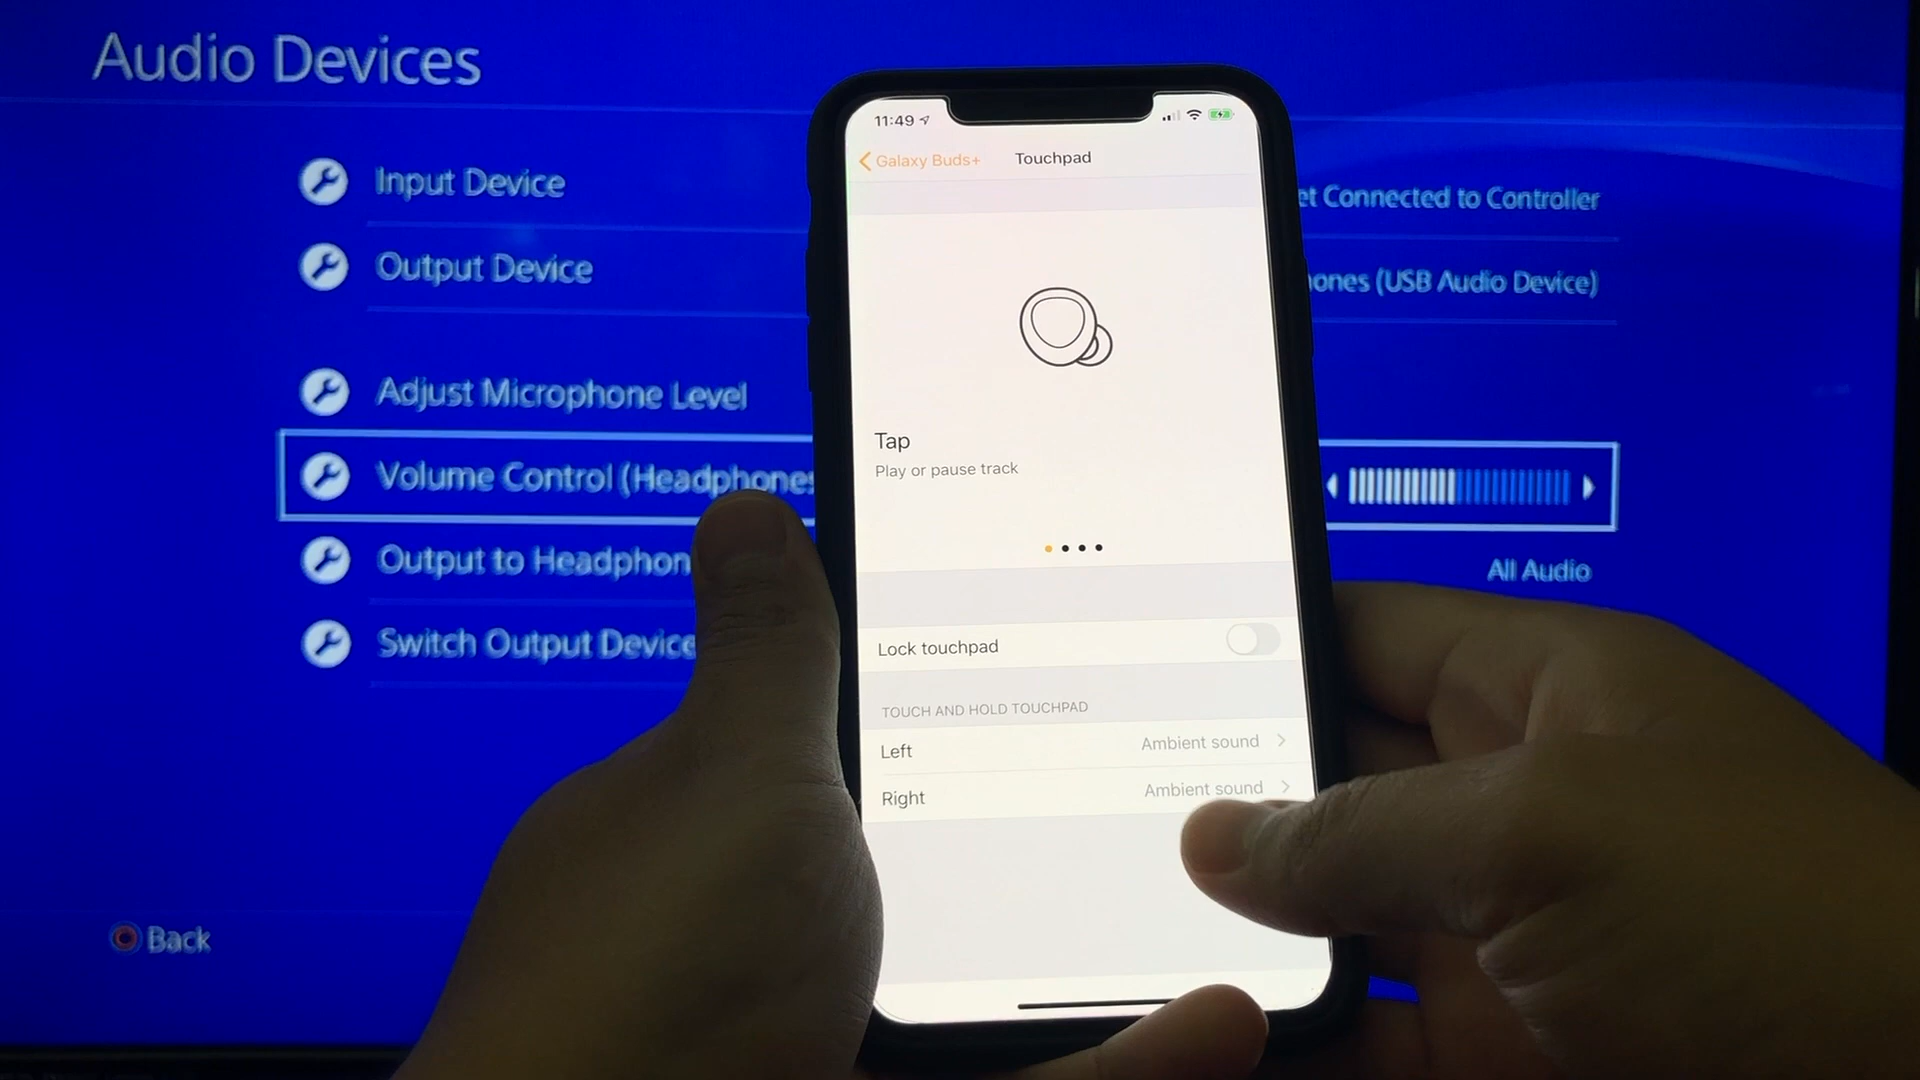 Audio Devices
Input Device
et Connected to Controller
Output Device
ones (USB Audio Device)
Adjust Microphone Level
Volume Control (Headphones
Output to Headphon
All Audio
Switch Output Device
Back
11:49
Galaxy Buds+
Touchpad
Tap
Play or pause track
Lock touchpad
TOUCH AND HOLD TOUCHPAD
Left
Ambient sound
Right
Ambient sound